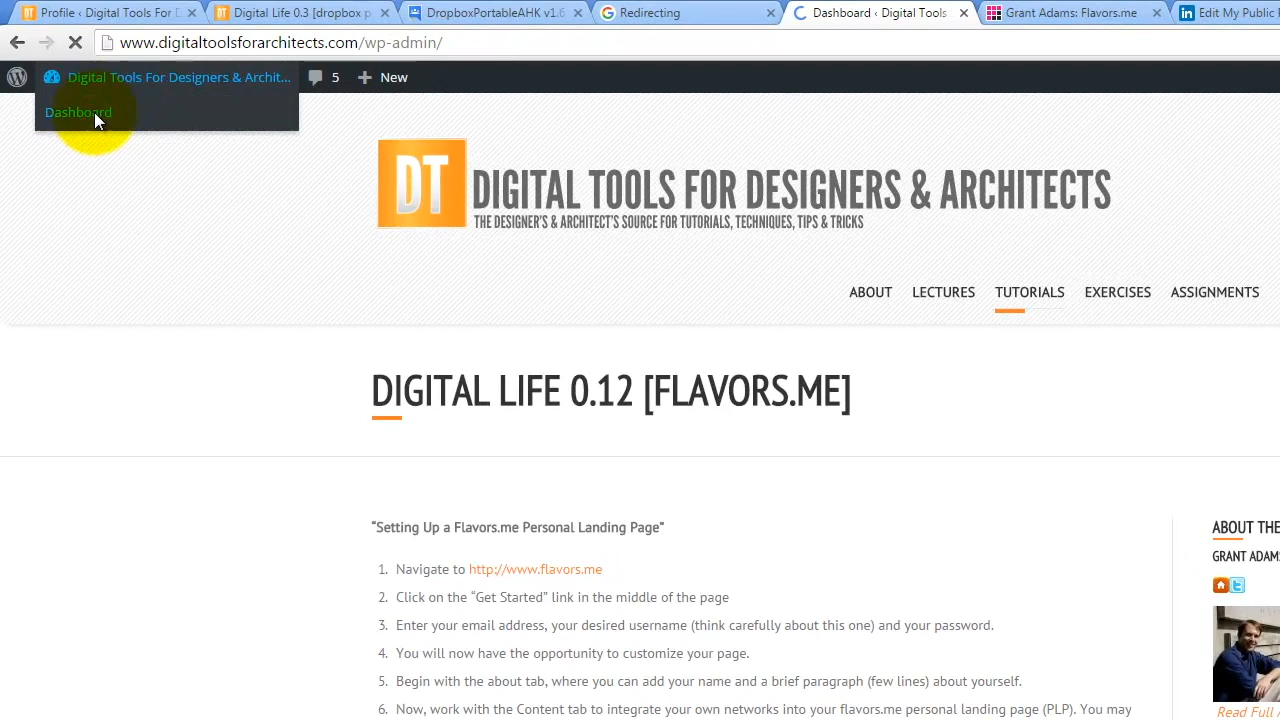 Profile ‹ Digital Tools For D
Digital Life 0.3 [dropbox p
DropboxPortableAHK v1.6
Redirecting
Dashboard ‹ Digital Tools
Grant Adams: Flavors.me
Edit My Public
www.digitaltoolsforarchitects.com/wp-admin/
Digital Tools For Designers & Archit...
5
New
Dashboard
DT
DIGITAL TOOLS FOR DESIGNERS & ARCHITECTS
THE DESIGNER'S & ARCHITECT'S SOURCE FOR TUTORIALS, TECHNIQUES, TIPS & TRICKS
ABOUT LECTURES TUTORIALS EXERCISES ASSIGNMENTS
DIGITAL LIFE 0.12 [FLAVORS.ME]
“Setting Up a Flavors.me Personal Landing Page”
1. Navigate to http://www.flavors.me
2. Click on the “Get Started” link in the middle of the page
3. Enter your email address, your desired username (think carefully about this one) and your password.
4. You will now have the opportunity to customize your page.
5. Begin with the about tab, where you can add your name and a brief paragraph (few lines) about yourself.
6. Now, work with the Content tab to integrate your own networks into your flavors.me personal landing page (PLP). You may
ABOUT THE
GRANT ADAMS
Read Full